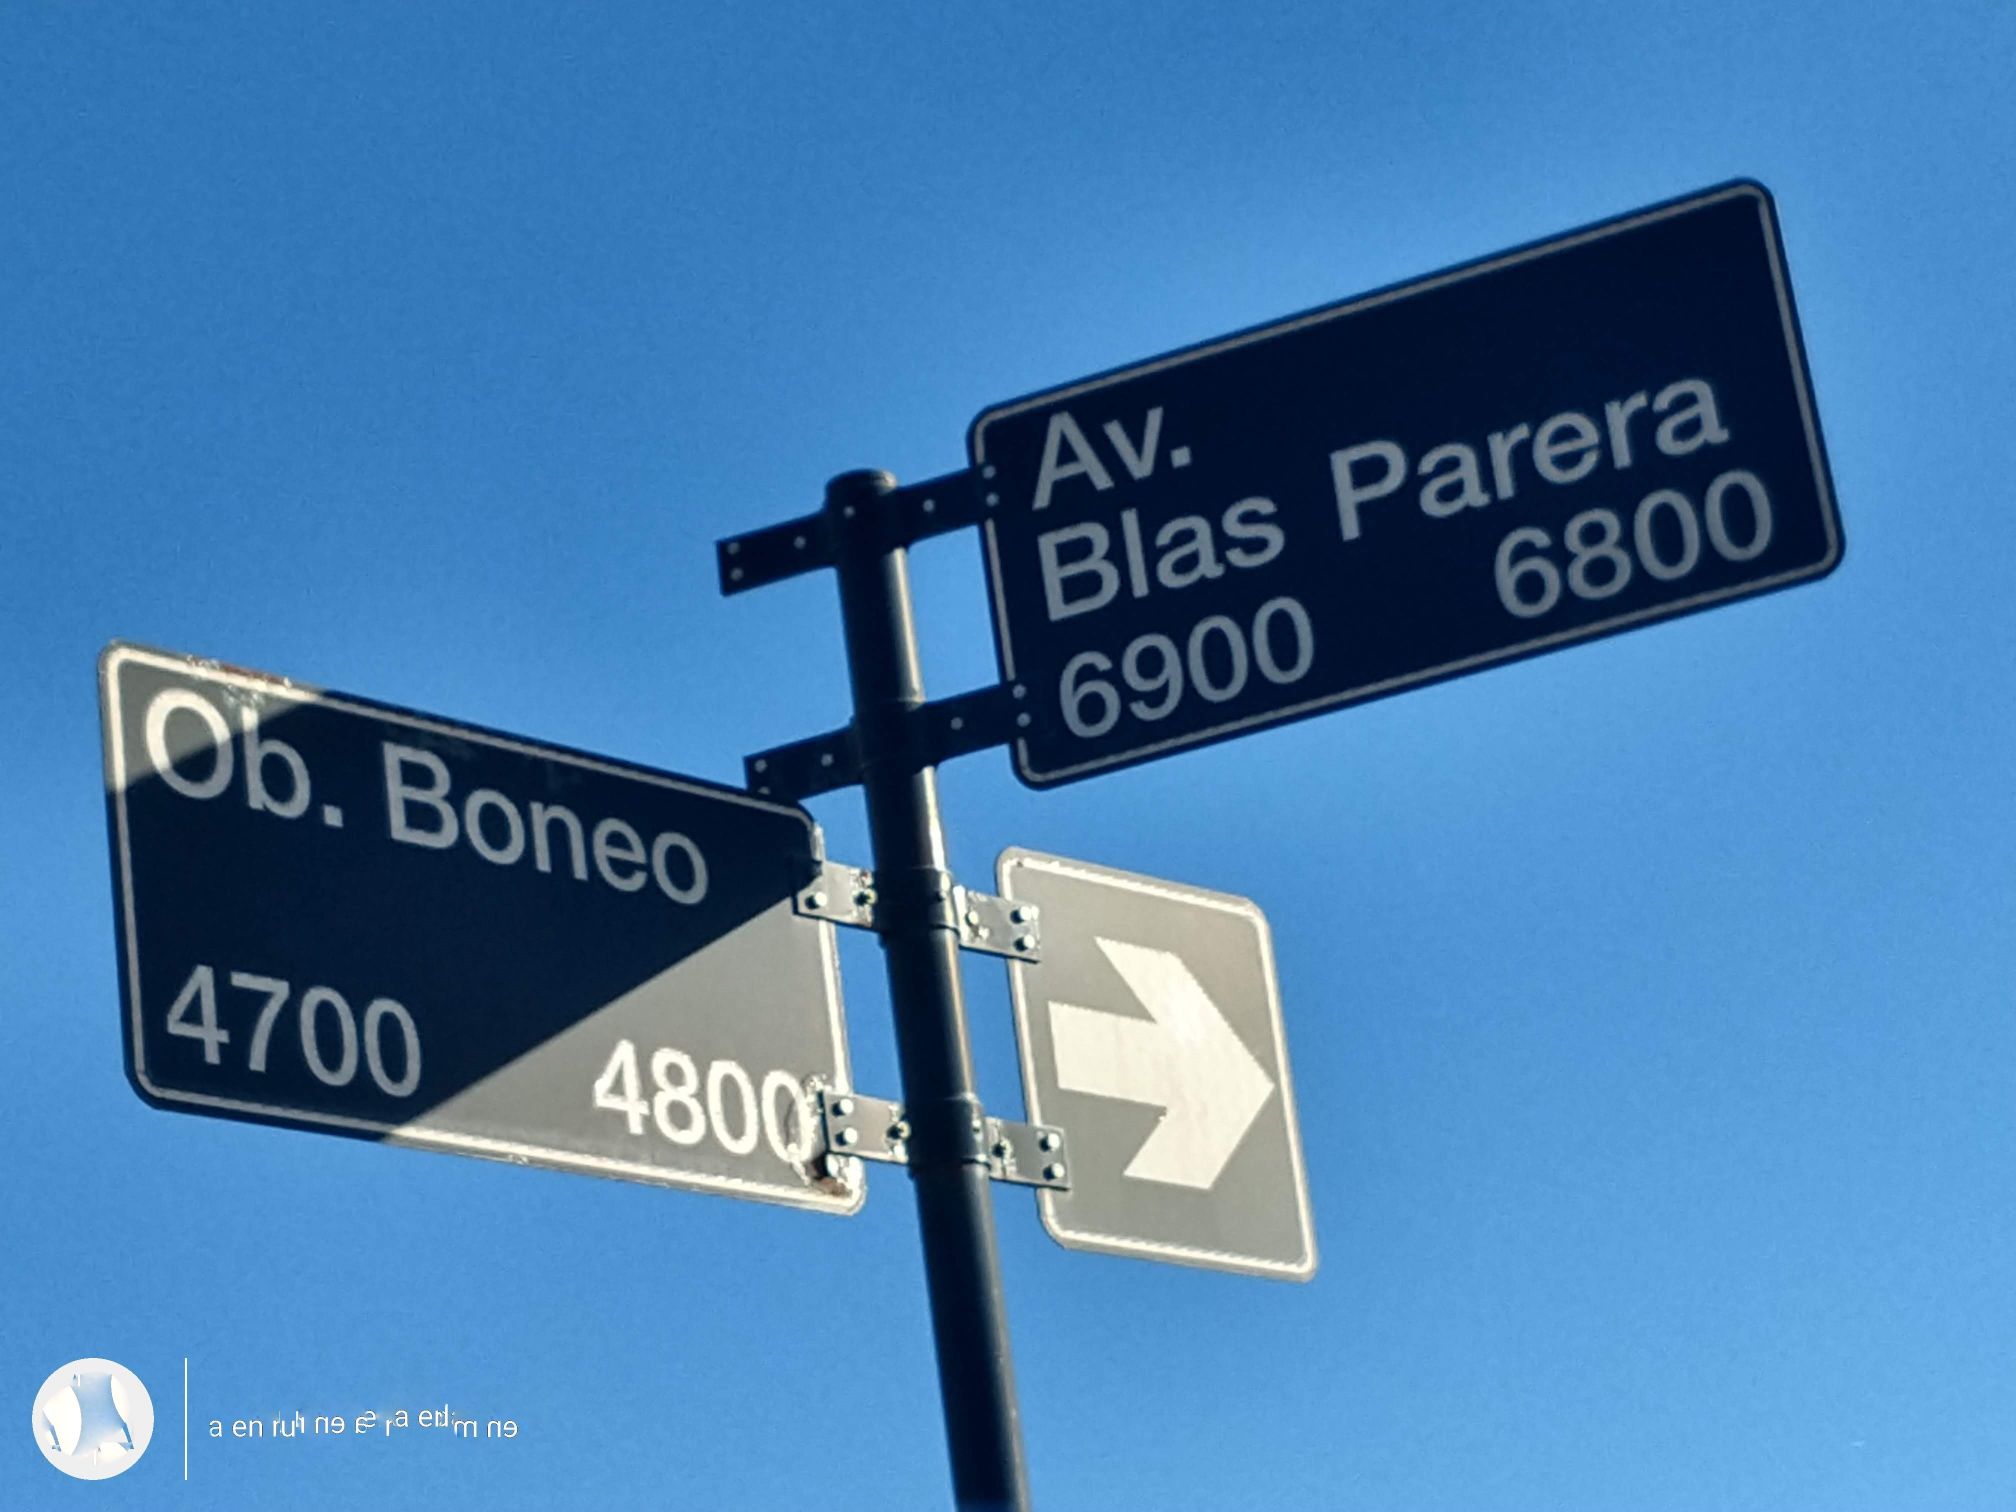 Av.
Blas Parera
6900 6800
Ob. Boneo
4700 4800